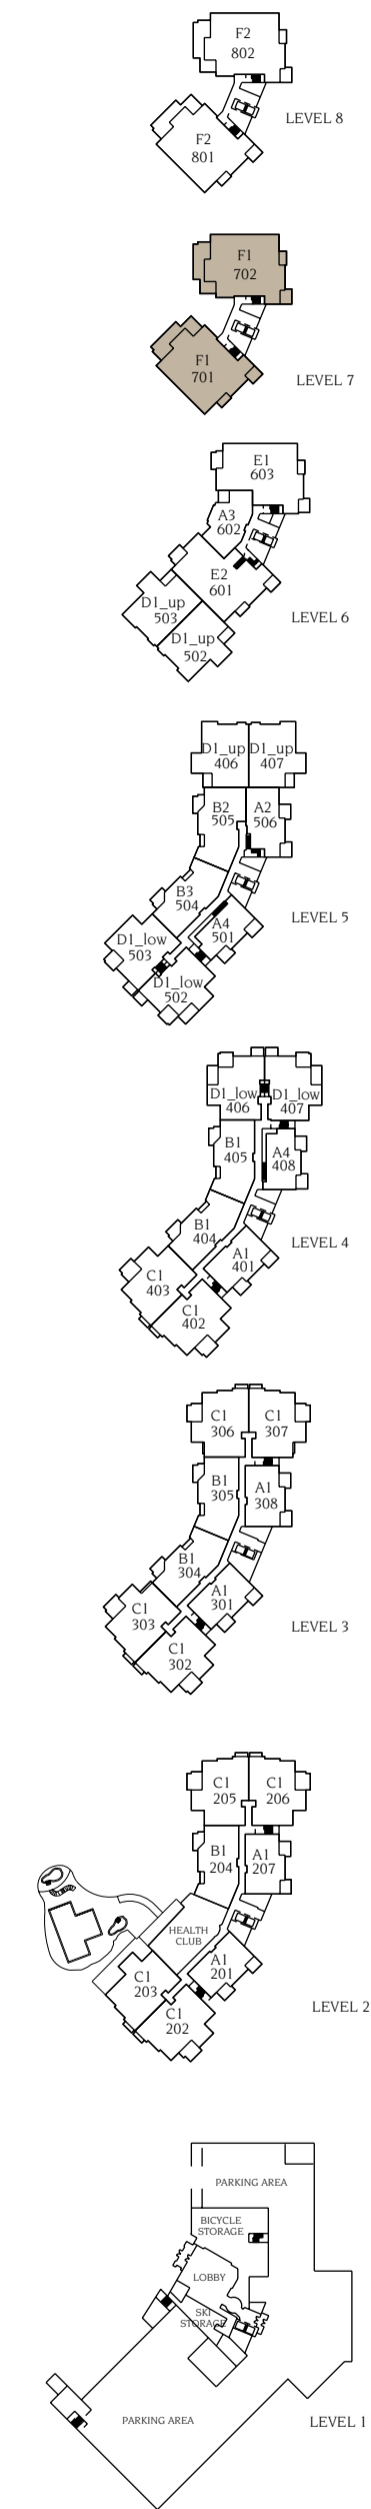 F2
802
F2
801
LEVEL 8
F1
702
F1
701
LEVEL 7
E1
603
A3
602
E2
601
D1_up
503
D1_up
502
LEVEL 6
D1_up
406
D1_up
407
B2
505
A2
506
B3
504
A4
501
D1_low
503
D1_low
502
LEVEL 5
D1_low
406
D1_low
407
B1
405
A4
408
B1
404
A1
401
C1
403
C1
402
LEVEL 4
C1
306
C1
307
B1
305
A1
308
B1
304
A1
301
C1
303
C1
302
LEVEL 3
C1
205
C1
206
B1
204
A1
207
HEALTH
CLUB
A1
201
C1
203
C1
202
LEVEL 2
PARKING AREA
BICYCLE
STORAGE
LOBBY
SKI
STORAGE
PARKING AREA
LEVEL 1